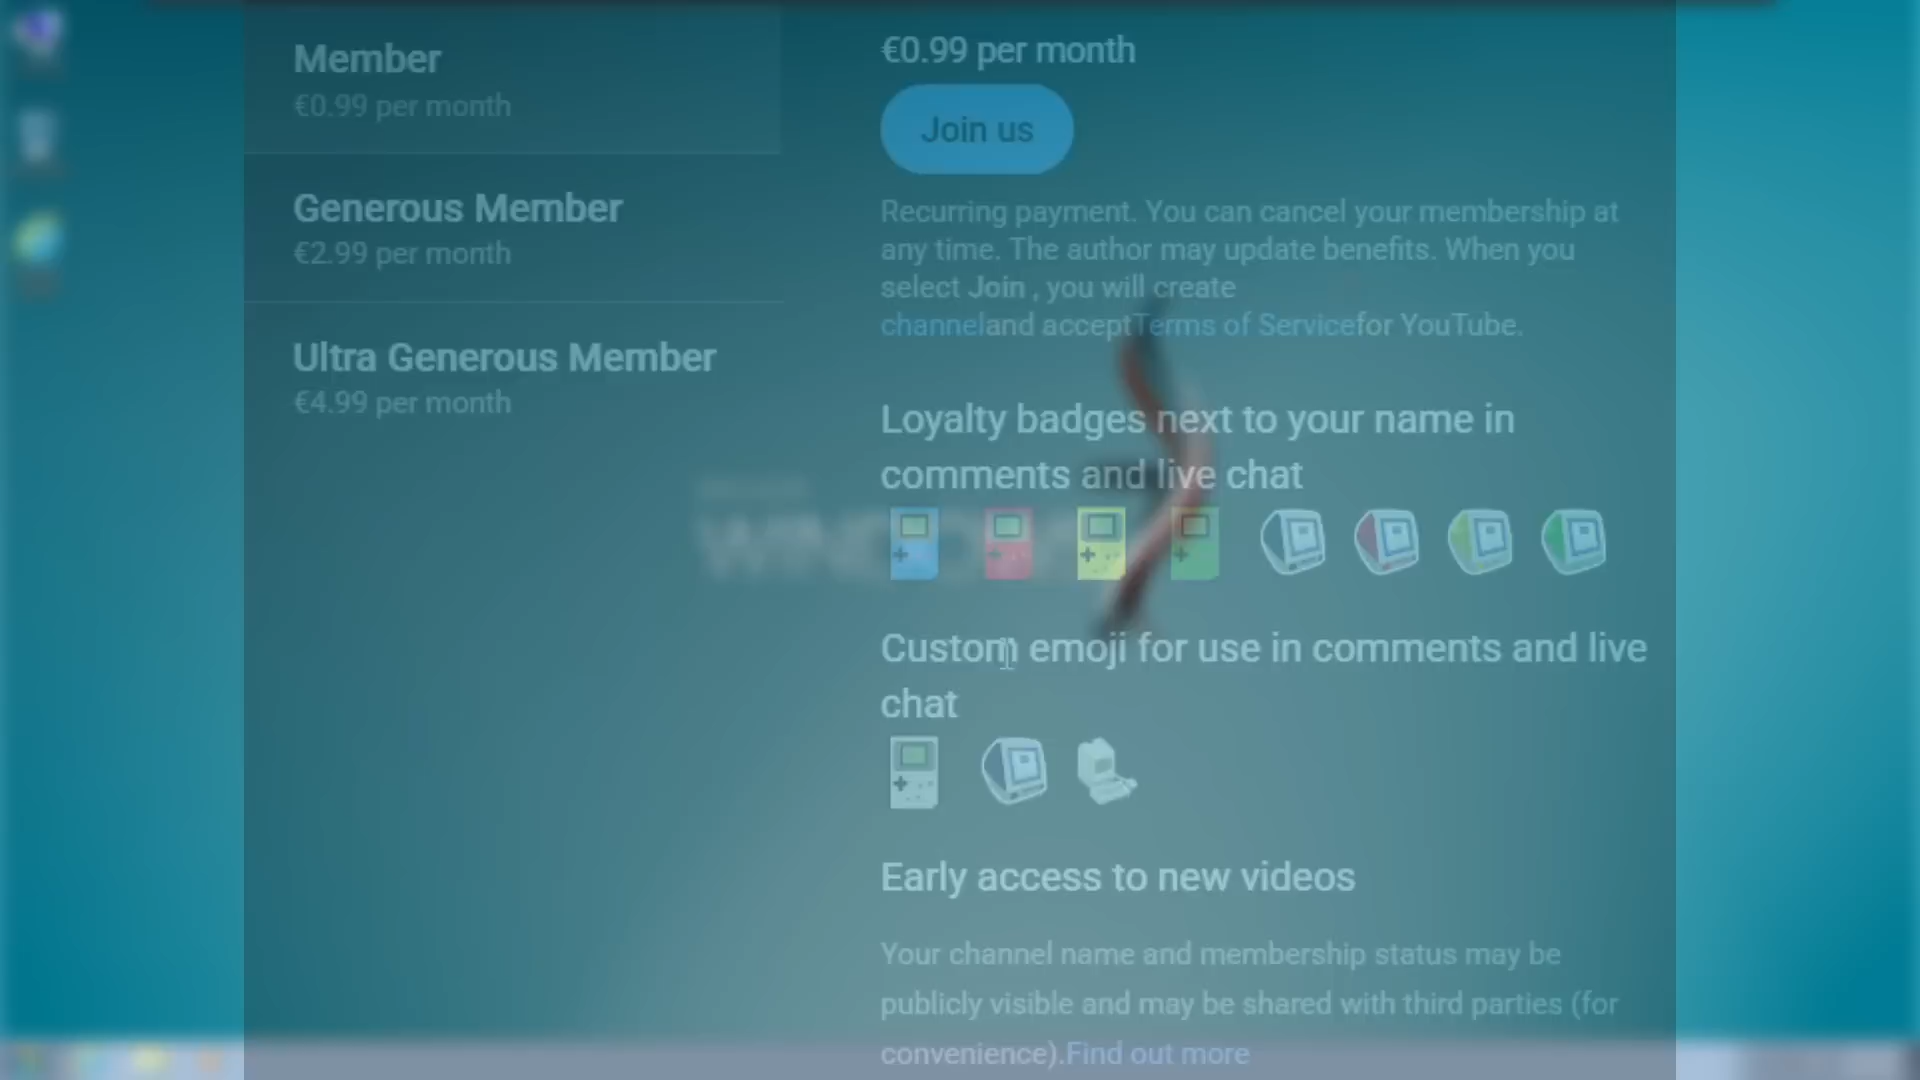 Member
€0.99 per month
Generous Member
€2.99 per month
Ultra Generous Member
€4.99 per month
€0.99 per month
Join us
Recurring payment. You can cancel your membership at
any time. The author may update benefits. When you
select Join , you will create
channeland acceptTerms of Servicefor YouTube.
Loyalty badges next to your name in
comments and live chat
Custom emoji for use in comments and live
chat
Early access to new videos
Your channel name and membership status may be
publicly visible and may be shared with third parties (for
convenience).Find out more